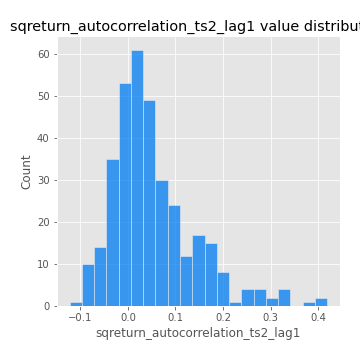 sqreturn_autocorrelation_ts2_lag1 value distribut
60
50
40
30
20
10
0
Count
−0.1 0.0 0.1 0.2 0.3 0.4
sqreturn_autocorrelation_ts2_lag1